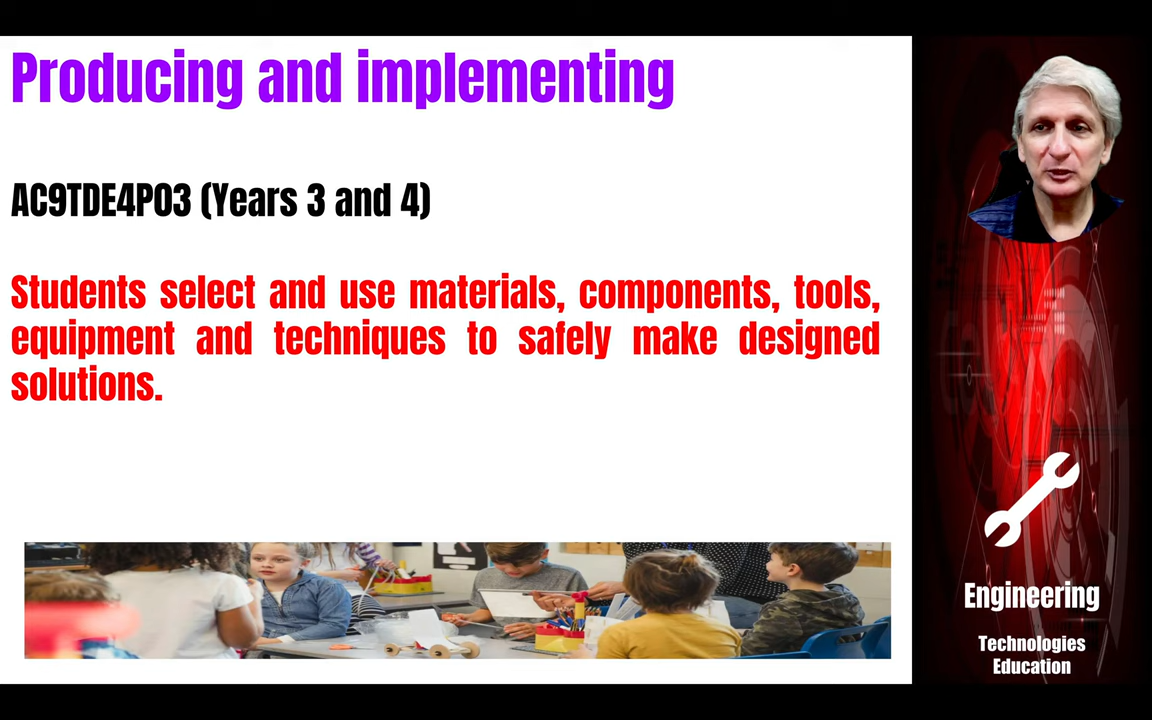 Producing and implementing
AC9TDE4P03 (Years 3 and 4)
Students select and use materials, components, tools,
equipment and techniques to safely make designed
solutions.
Engineering
Technologies
Education